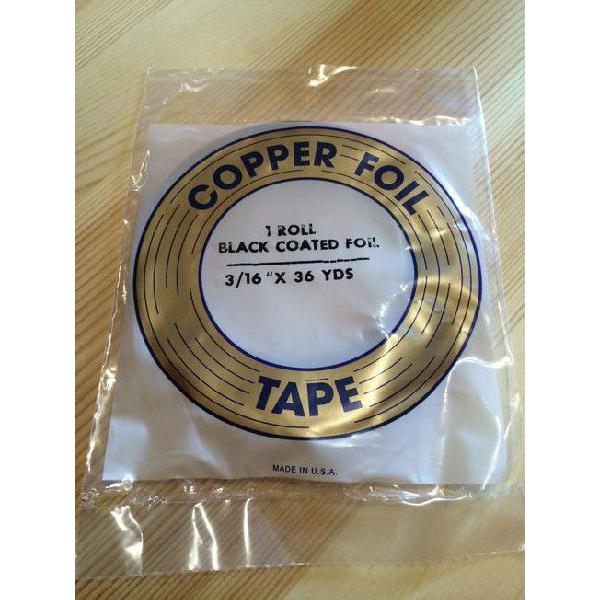 COPPER FOIL
1 ROLL
BLACK COATED FOIL
3/16 " X 36 YDS
TAPE
MADE IN U.S.A.